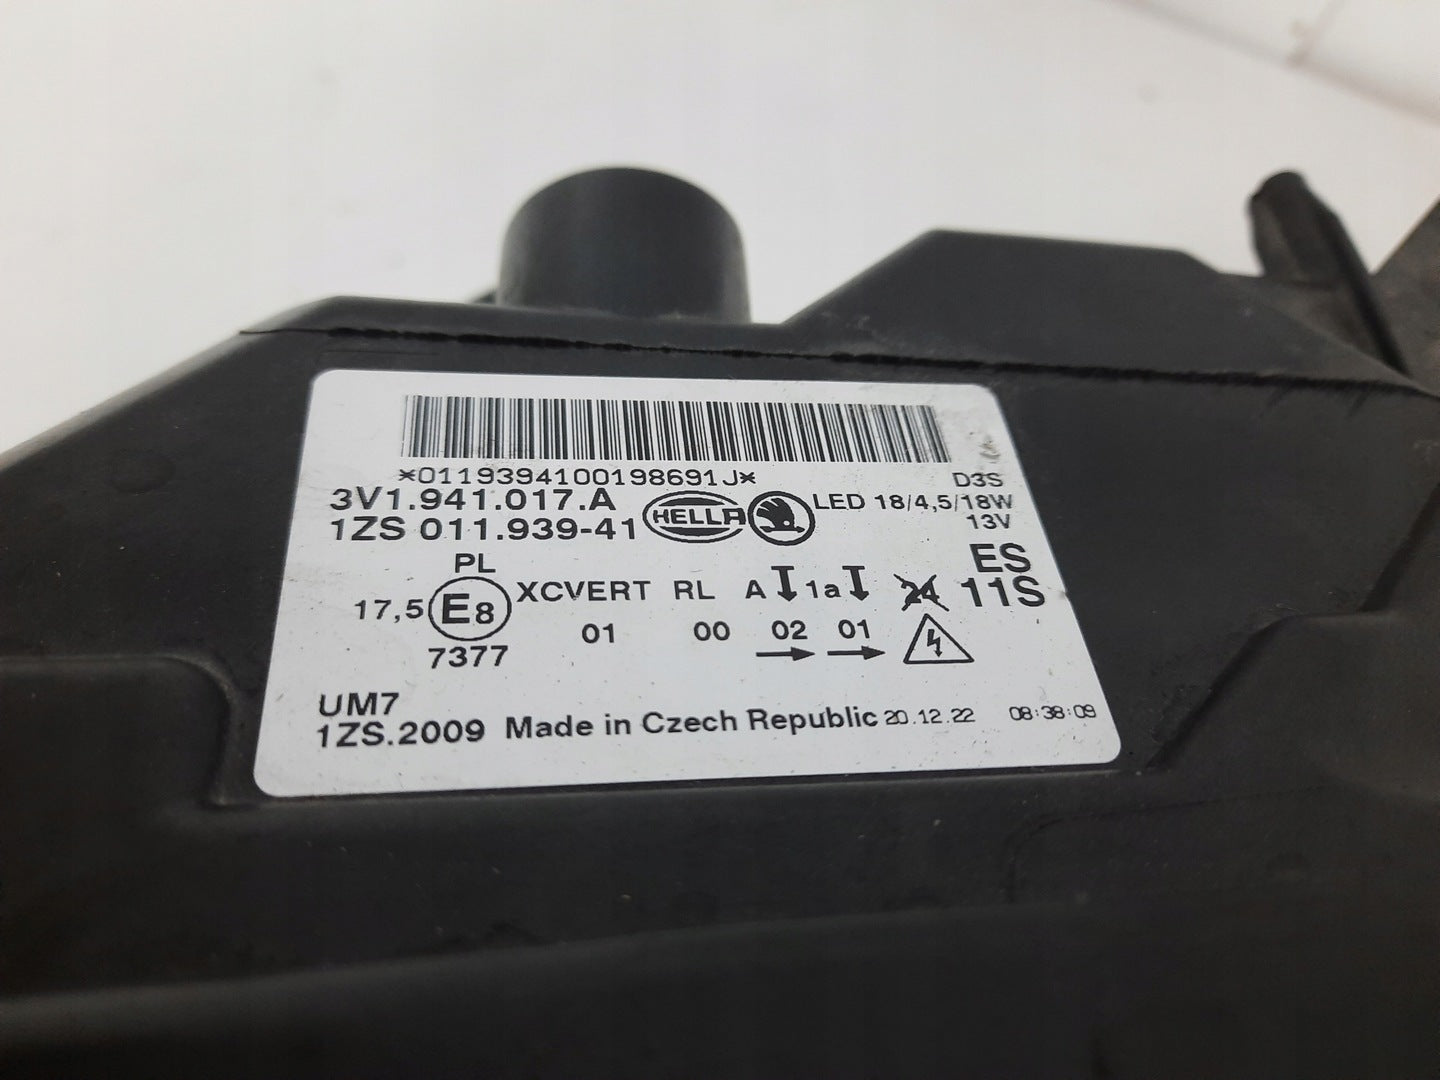 *0119394100198691J*
D3S
3V1.941.017.A
HELLA
LED 18/4,5/18W
1ZS 011.939-41
13V
PL
ES
17,5 E8 XCVERT RL A 1a 24 11S
01 00 02 01
7377
UM7
1ZS.2009 Made in Czech Republic 20.12.22 08:38:09